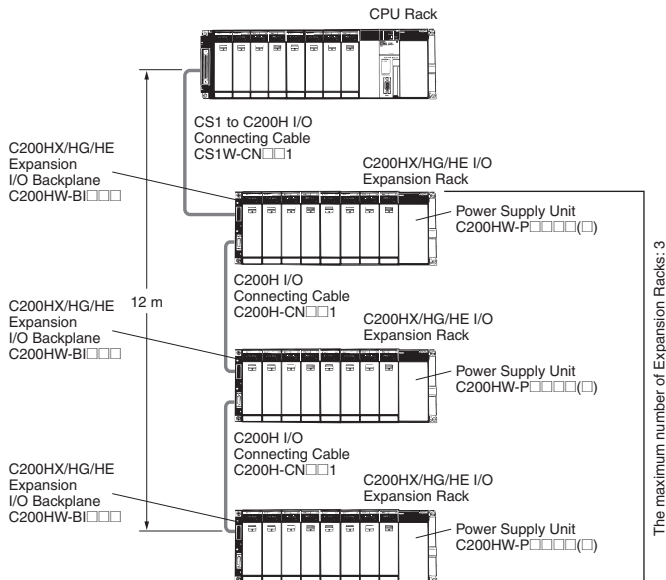 CPU Rack
CS1 to C200H I/O
Connecting Cable
CS1W-CN□□1
C200HX/HG/HE
Expansion
I/O Backplane
C200HW-BI□□□
C200HX/HG/HE I/O
Expansion Rack
Power Supply Unit
C200HW-P□□□□(□)
C200H I/O
Connecting Cable
C200H-CN□□1
12 m
C200HX/HG/HE
Expansion
I/O Backplane
C200HW-BI□□□
C200HX/HG/HE I/O
Expansion Rack
Power Supply Unit
C200HW-P□□□□(□)
C200H I/O
Connecting Cable
C200H-CN□□1
C200HX/HG/HE
Expansion
I/O Backplane
C200HW-BI□□□
C200HX/HG/HE I/O
Expansion Rack
Power Supply Unit
C200HW-P□□□□(□)
The maximum number of Expansion Racks: 3